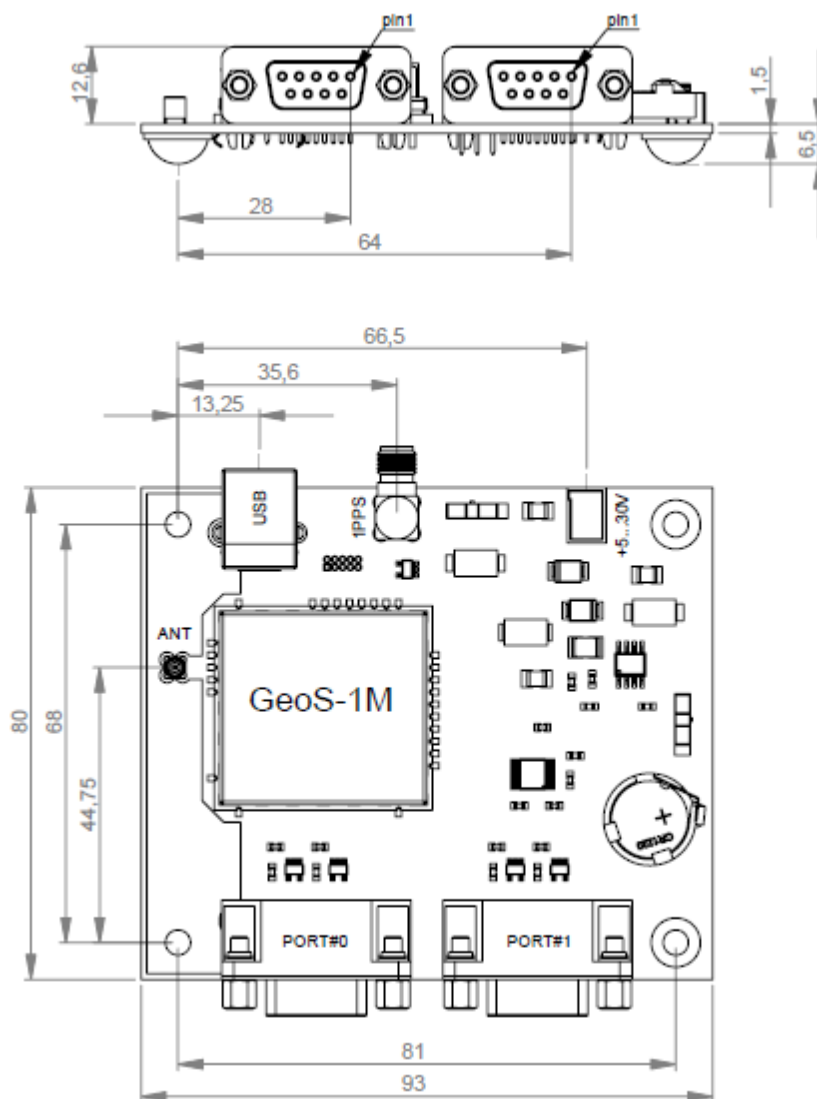 pin1
pin1
12,6
1,5
6,5
28
64
66,5
35,6
13,25
USB
1PPS
+5...30V
ANT
GeoS-1M
80
68
44,75
+
CR1220
PORT#0
PORT#1
81
93